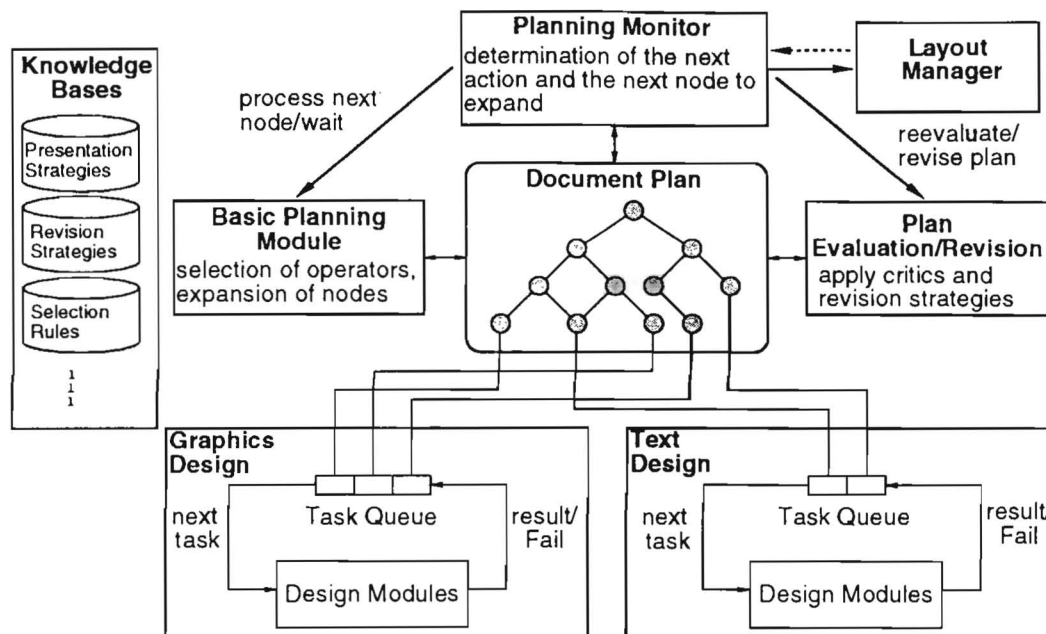 Knowledge
Bases
Presentation
Strategies
Revision
Strategies
Selection
Rules
1
1
1
Planning Monitor
determination of the next
action and the next node to
expand
Layout
Manager
process next
node/wait
reevaluate/
revise plan
Document Plan
Basic Planning
Module
selection of operators,
expansion of nodes
Plan
Evaluation/Revision
apply critics and
revision strategies
Graphics
Design
Task Queue
next
task
result/
Fail
Design Modules
Text
Design
Task Queue
next
task
result/
Fail
Design Modules